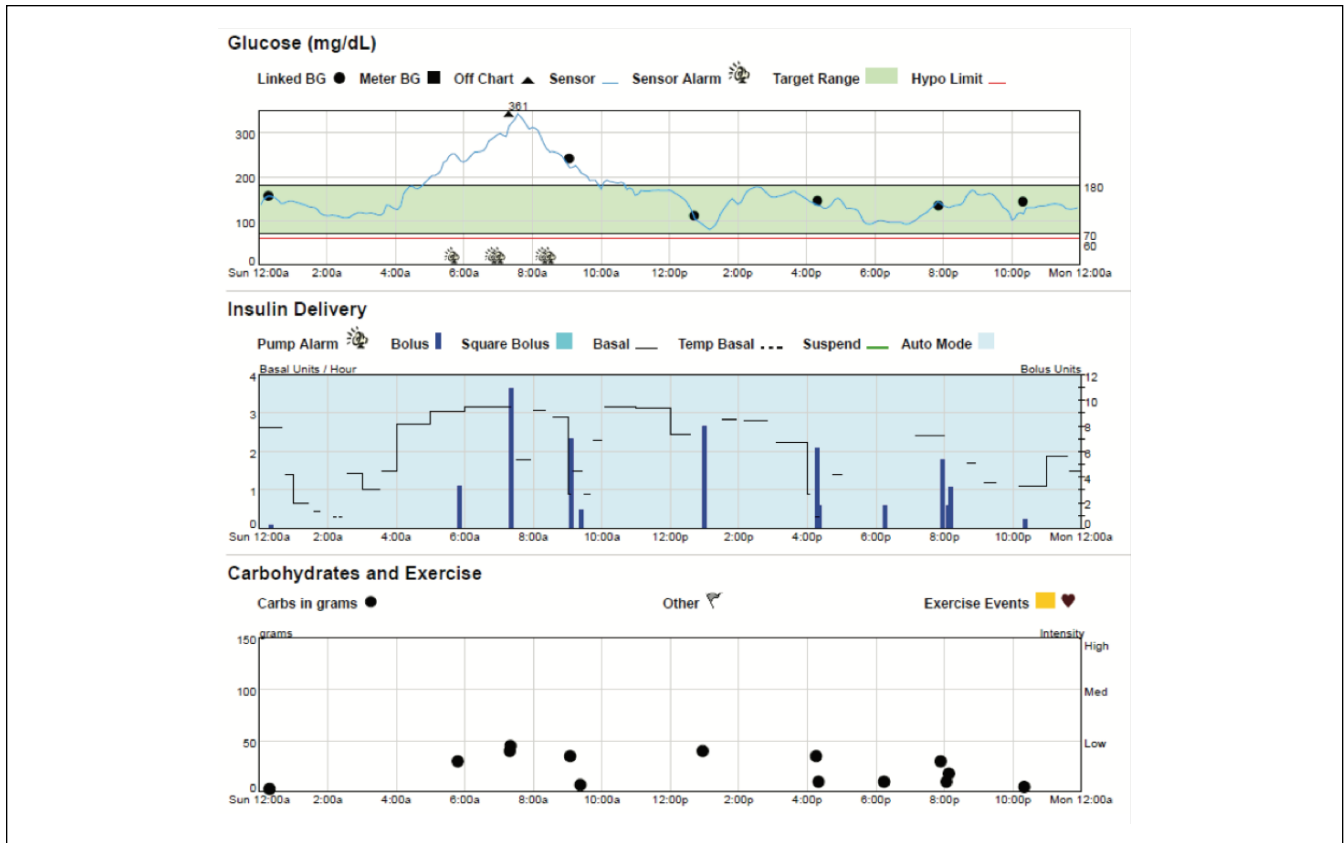 Glucose (mg/dL)
Linked BG Meter BG Off Chart Sensor Sensor Alarm Target Range Hypo Limit
361
300
200
180
100
70
60
0
Sun 12:00a 2:00a 4:00a 6:00a 8:00a 10:00a 12:00p 2:00p 4:00p 6:00p 8:00p 10:00p Mon 12:00a
Insulin Delivery
Pump Alarm Bolus Square Bolus Basal Temp Basal Suspend Auto Mode
Basal Units / Hour Bolus Units
4 12
10
3
8
2 6
4
1
2
0 0
Sun 12:00a 2:00a 4:00a 6:00a 8:00a 10:00a 12:00p 2:00p 4:00p 6:00p 8:00p 10:00p Mon 12:00a
Carbohydrates and Exercise
Carbs in grams Other Exercise Events
grams Intensity
150 High
100 Med
50 Low
0
Sun 12:00a 2:00a 4:00a 6:00a 8:00a 10:00a 12:00p 2:00p 4:00p 6:00p 8:00p 10:00p Mon 12:00a